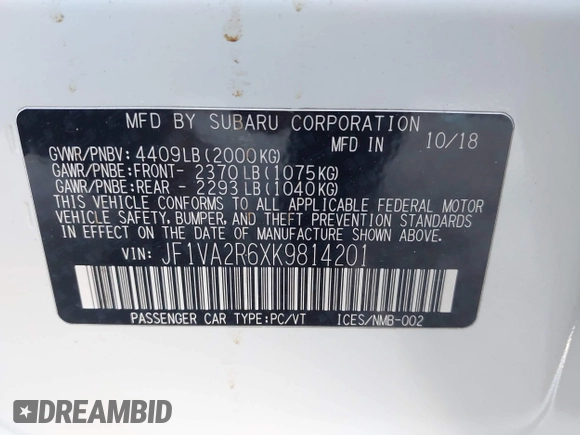 MFD BY SUBARU CORPORATION
MFD IN 10/18
GVWR/PNBV: 4409LB(2000KG)
GAWR/PNBE:FRONT- 2370LB(1075KG)
GAWR/PNBE:REAR - 2293LB(1040KG)
THIS VEHICLE CONFORMS TO ALL APPLICABLE FEDERAL MOTOR
VEHICLE SAFETY, BUMPER, AND THEFT PREVENTION STANDARDS
IN EFFECT ON THE DATE OF MANUFACTURE SHOWN ABOVE.
VIN: JF1VA2R6XK9814201
PASSENGER CAR TYPE:PC/VT ICES/NMB-002
DREAMBID